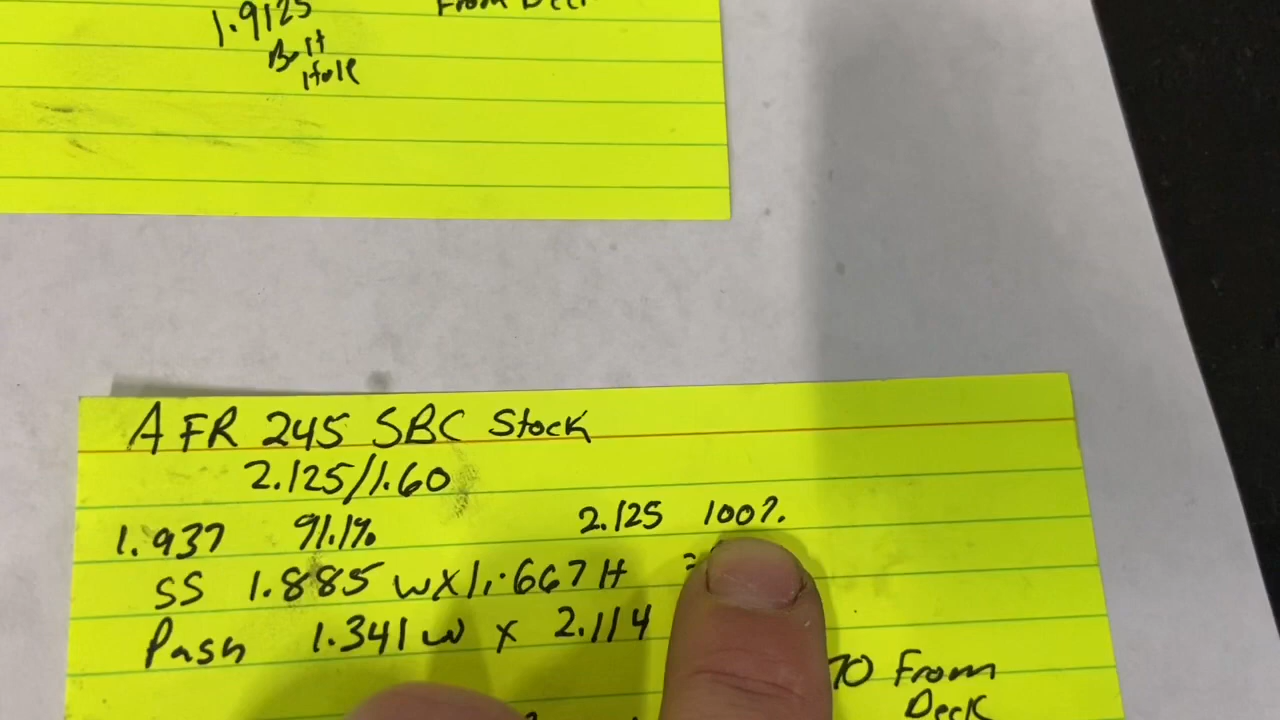 1.9125
Bolt
Hole
From Deck
AFR 245 SBC Stock
2.125/1.60
1.937 91.1% 2.125 100%
SS 1.885 W X 1.667 H =
Push 1.341 W x 2.114
70 From
Deck